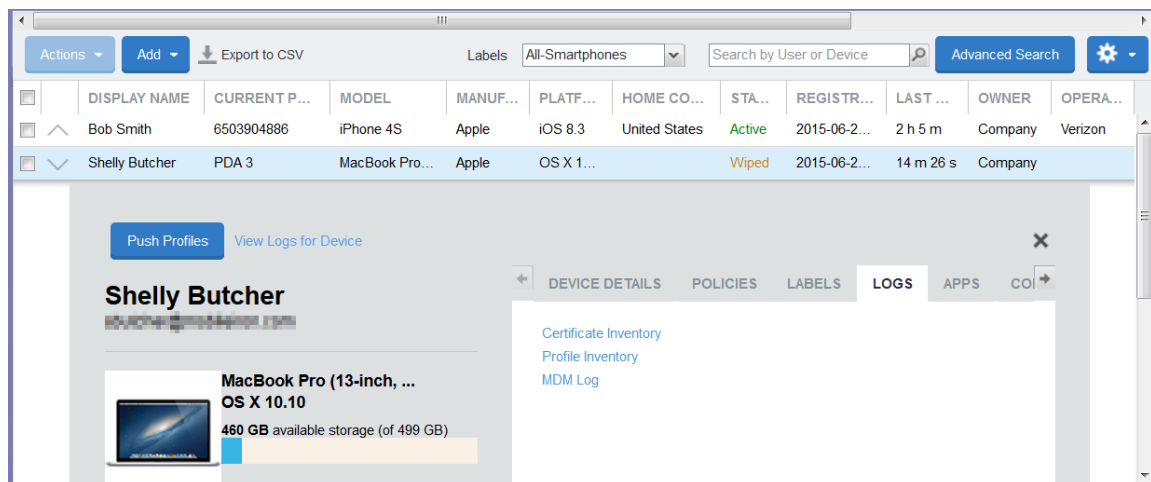 Actions Add Export to CSV Labels All-Smartphones Search by User or Device Advanced Search
DISPLAY NAME CURRENT P... MODEL MANUF... PLATF... HOME CO... STA... REGISTR... LAST ... OWNER OPERA...
Bob Smith 6503904886 iPhone 4S Apple iOS 8.3 United States Active 2015-06-2... 2 h 5 m Company Verizon
Shelly Butcher PDA 3 MacBook Pro... Apple OS X 1... Wiped 2015-06-2... 14 m 26 s Company
Push Profiles View Logs for Device
DEVICE DETAILS POLICIES LABELS LOGS APPS CO
Shelly Butcher
Certificate Inventory
Profile Inventory
MDM Log
MacBook Pro (13-inch, ...
OS X 10.10
460 GB available storage (of 499 GB)